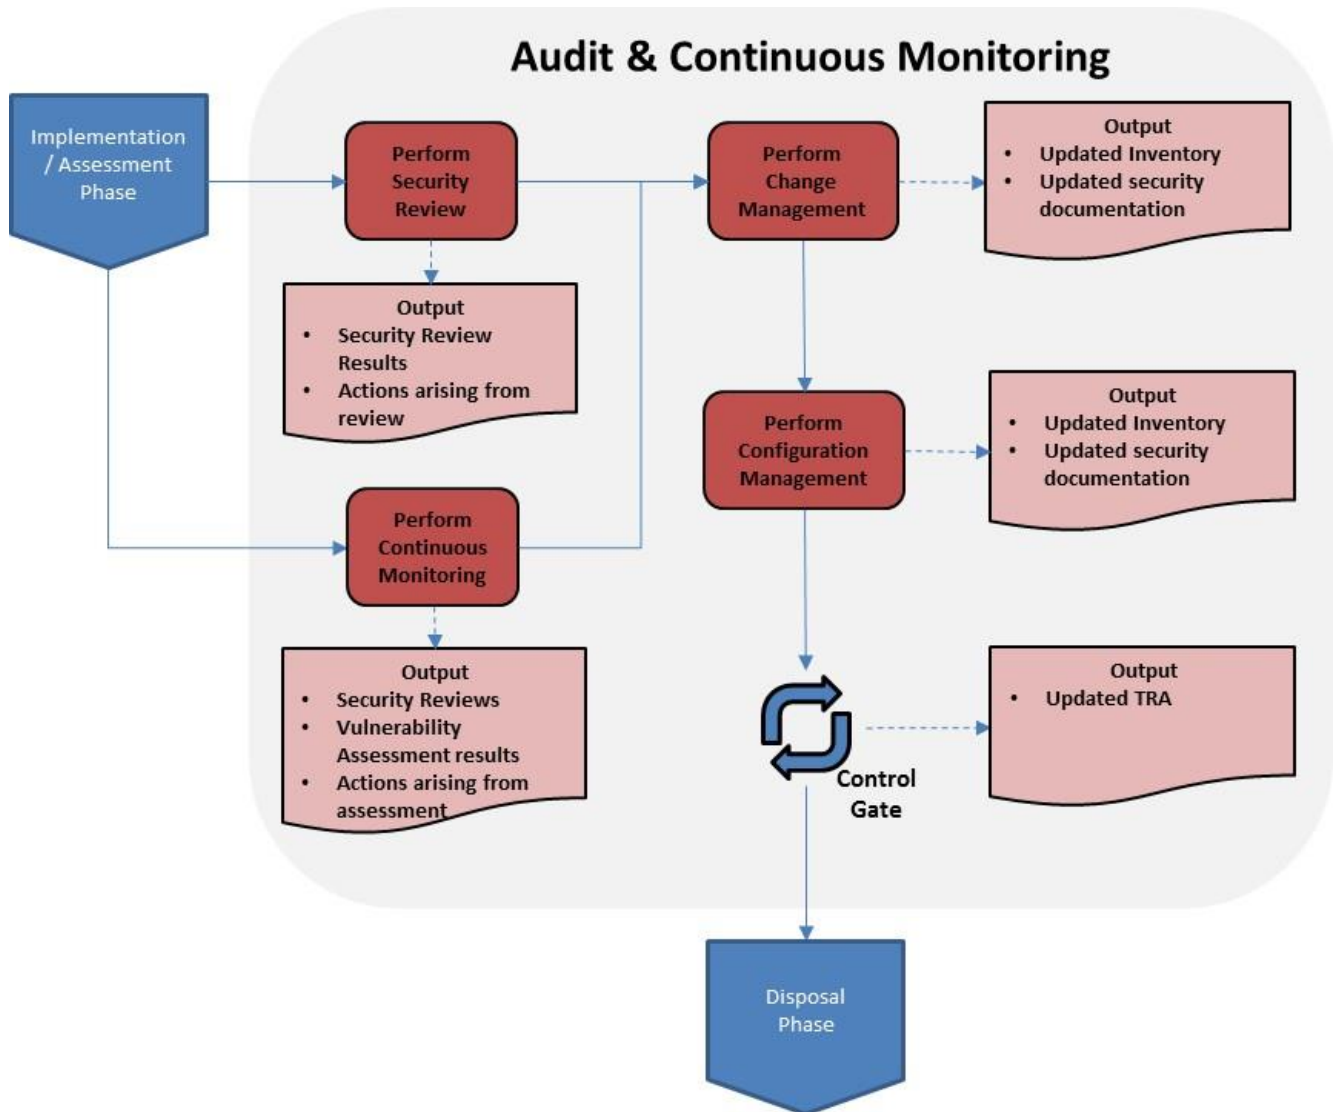 Audit & Continuous Monitoring
Implementation
/ Assessment
Phase
Perform
Security
Review
Perform
Change
Management
Output
• Updated Inventory
• Updated security
documentation
Output
• Security Review
Results
• Actions arising from
review
Perform
Configuration
Management
Output
• Updated Inventory
• Updated security
documentation
Perform
Continuous
Monitoring
Output
• Security Reviews
• Vulnerability
Assessment results
• Actions arising from
assessment
Control
Gate
Output
• Updated TRA
Disposal
Phase